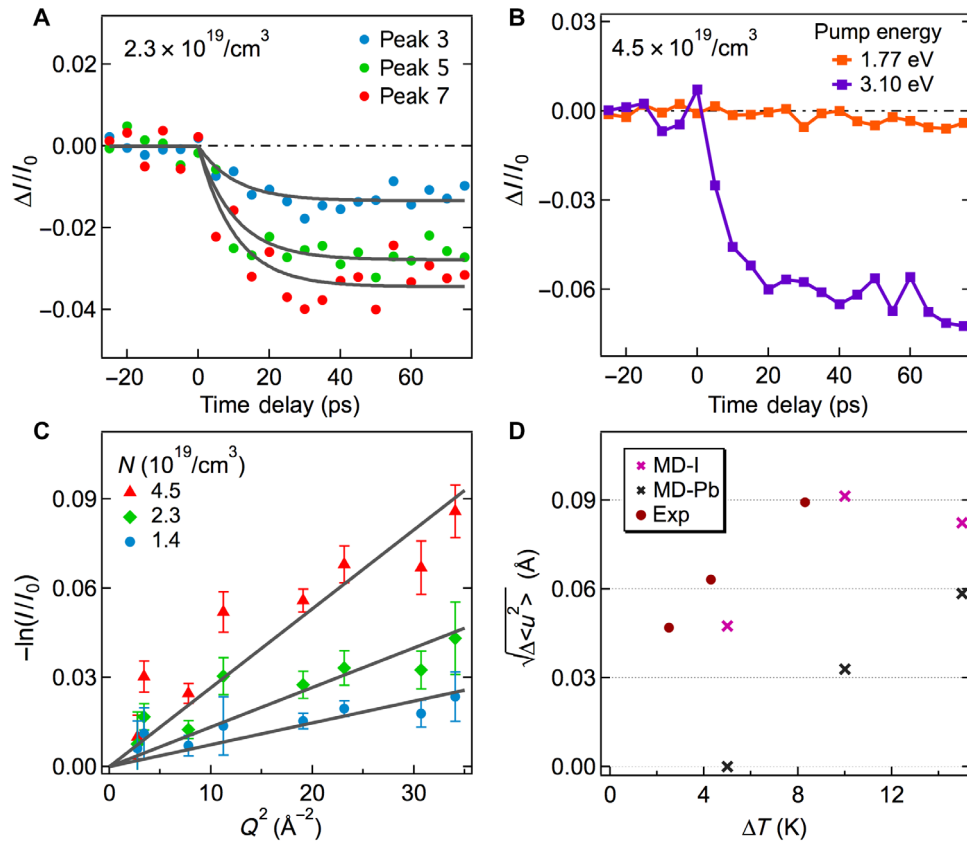 A
2.3 × 10^19/cm^3
Peak 3
Peak 5
Peak 7
0.02
0.00
−0.02
−0.04
ΔI/I0
−20 0 20 40 60
Time delay (ps)
B
4.5 × 10^19/cm^3
Pump energy
1.77 eV
3.10 eV
0.03
0.00
−0.03
−0.06
ΔI/I0
−20 0 20 40 60
Time delay (ps)
C
N (10^19/cm^3)
4.5
2.3
1.4
0.09
0.06
0.03
0.00
−ln(I/I0)
0 10 20 30
Q^2 (Å^−2)
D
MD-I
MD-Pb
Exp
0.09
0.06
0.03
0.00
√Δ<u^2> (Å)
0 4 8 12
ΔT (K)